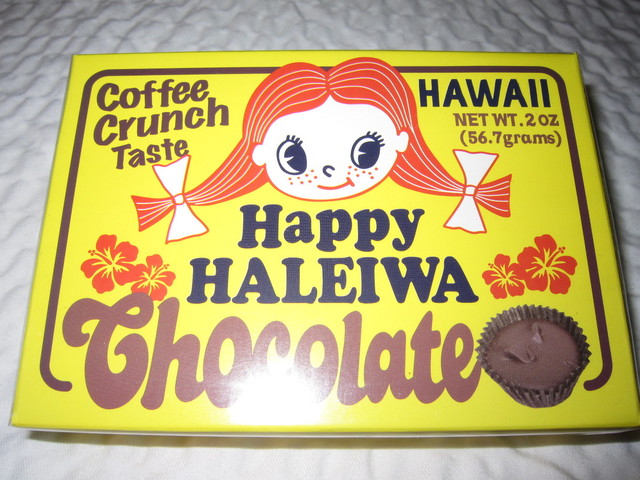 Coffee
Crunch
Taste
HAWAII
NET WT. 2 OZ
(56.7grams)
Happy
HALEIWA
Chocolate